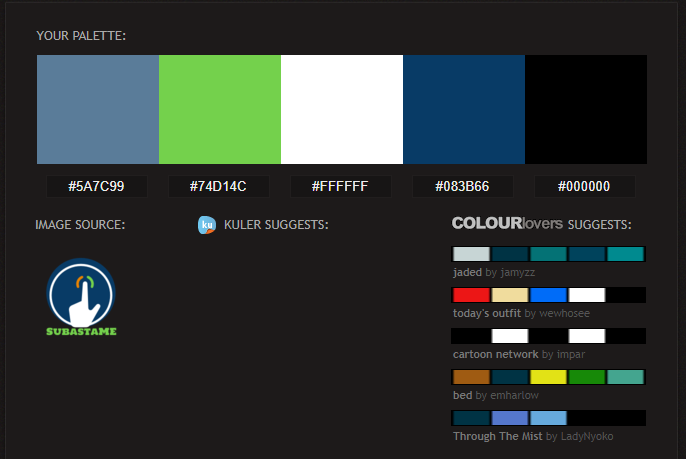 YOUR PALETTE:
#5A7C99
#74D14C
#FFFFFF
#083B66
#000000
IMAGE SOURCE:
ku KULER SUGGESTS:
COLOURlovers SUGGESTS:
SUBASTAME
jaded by jamyzz
today's outfit by wewhosee
cartoon network by impar
bed by emharlow
Through The Mist by LadyNyoko